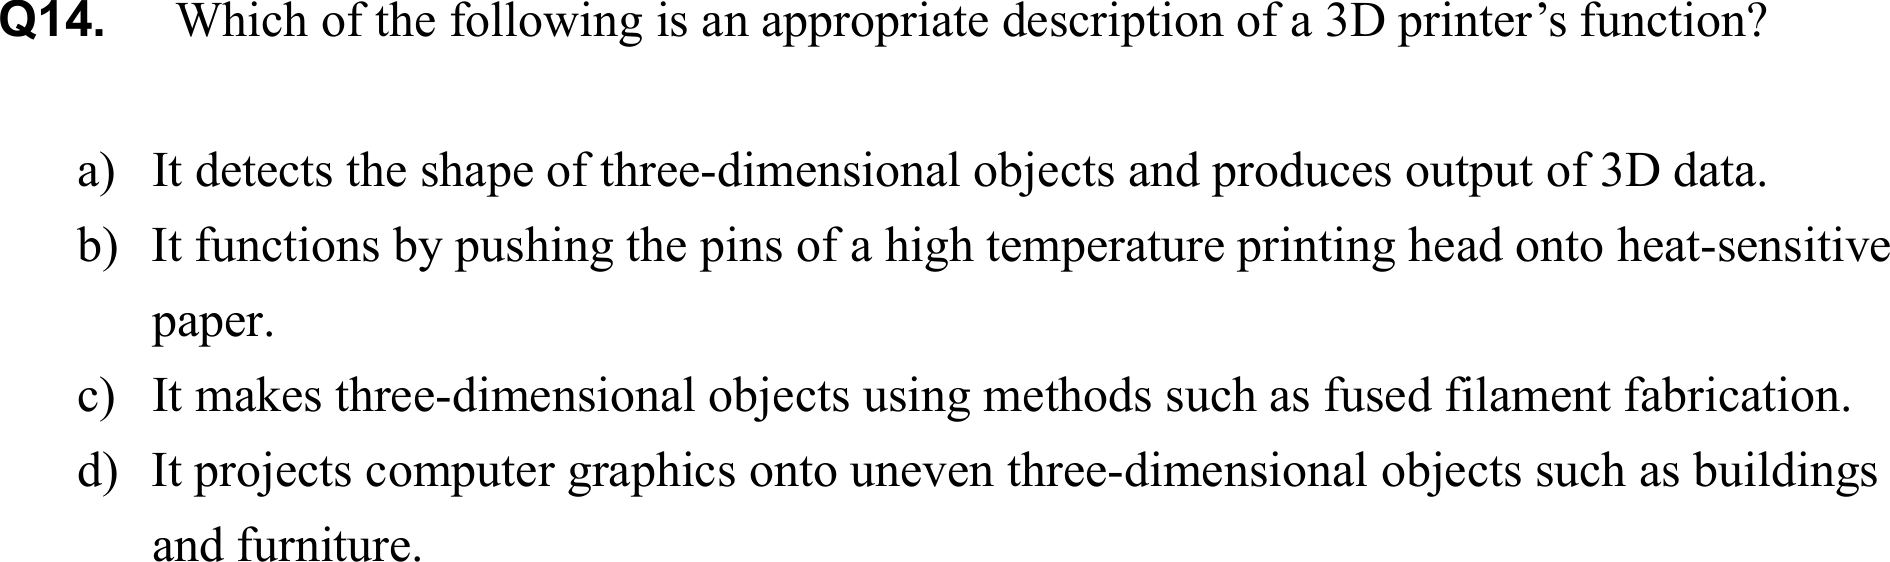 Q14. Which of the following is an appropriate description of a 3D printer’s function?
a) It detects the shape of three-dimensional objects and produces output of 3D data.
b) It functions by pushing the pins of a high temperature printing head onto heat-sensitive
paper.
c) It makes three-dimensional objects using methods such as fused filament fabrication.
d) It projects computer graphics onto uneven three-dimensional objects such as buildings
and furniture.